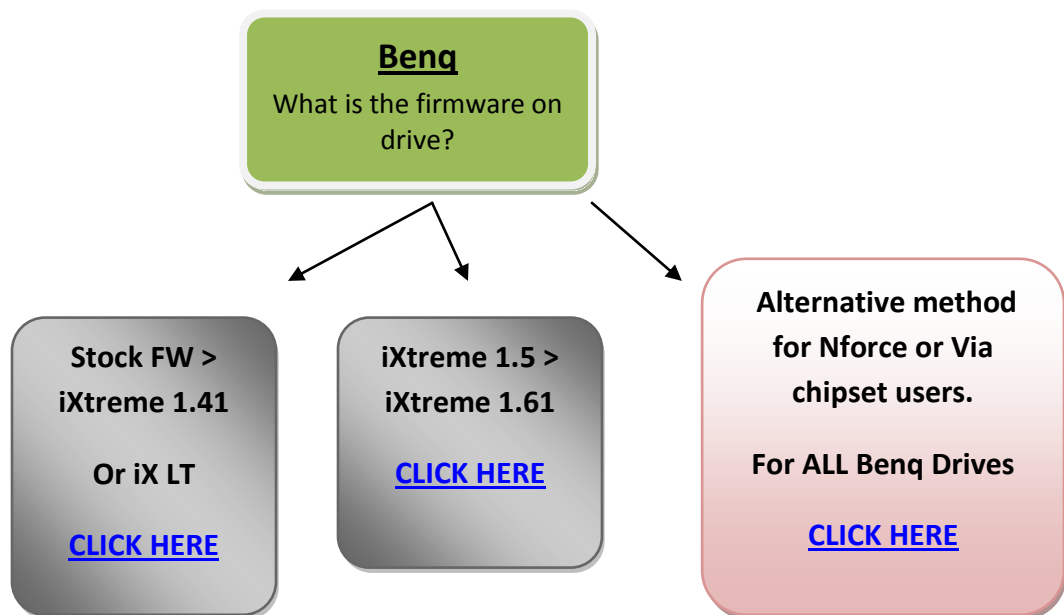 Benq
What is the firmware on
drive?
Stock FW >
iXtreme 1.41
Or iX LT
CLICK HERE
iXtreme 1.5 >
iXtreme 1.61
CLICK HERE
Alternative method
for Nforce or Via
chipset users.
For ALL Benq Drives
CLICK HERE